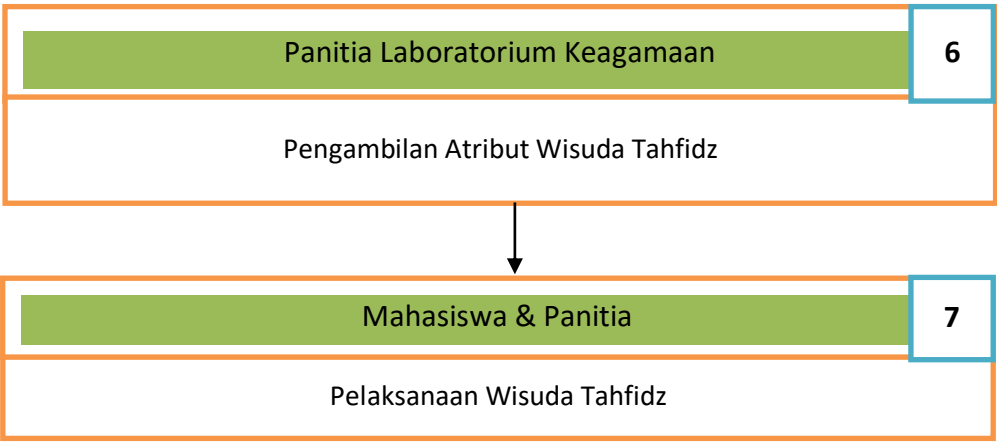 Panitia Laboratorium Keagamaan
6
Pengambilan Atribut Wisuda Tahfidz
Mahasiswa & Panitia
7
Pelaksanaan Wisuda Tahfidz